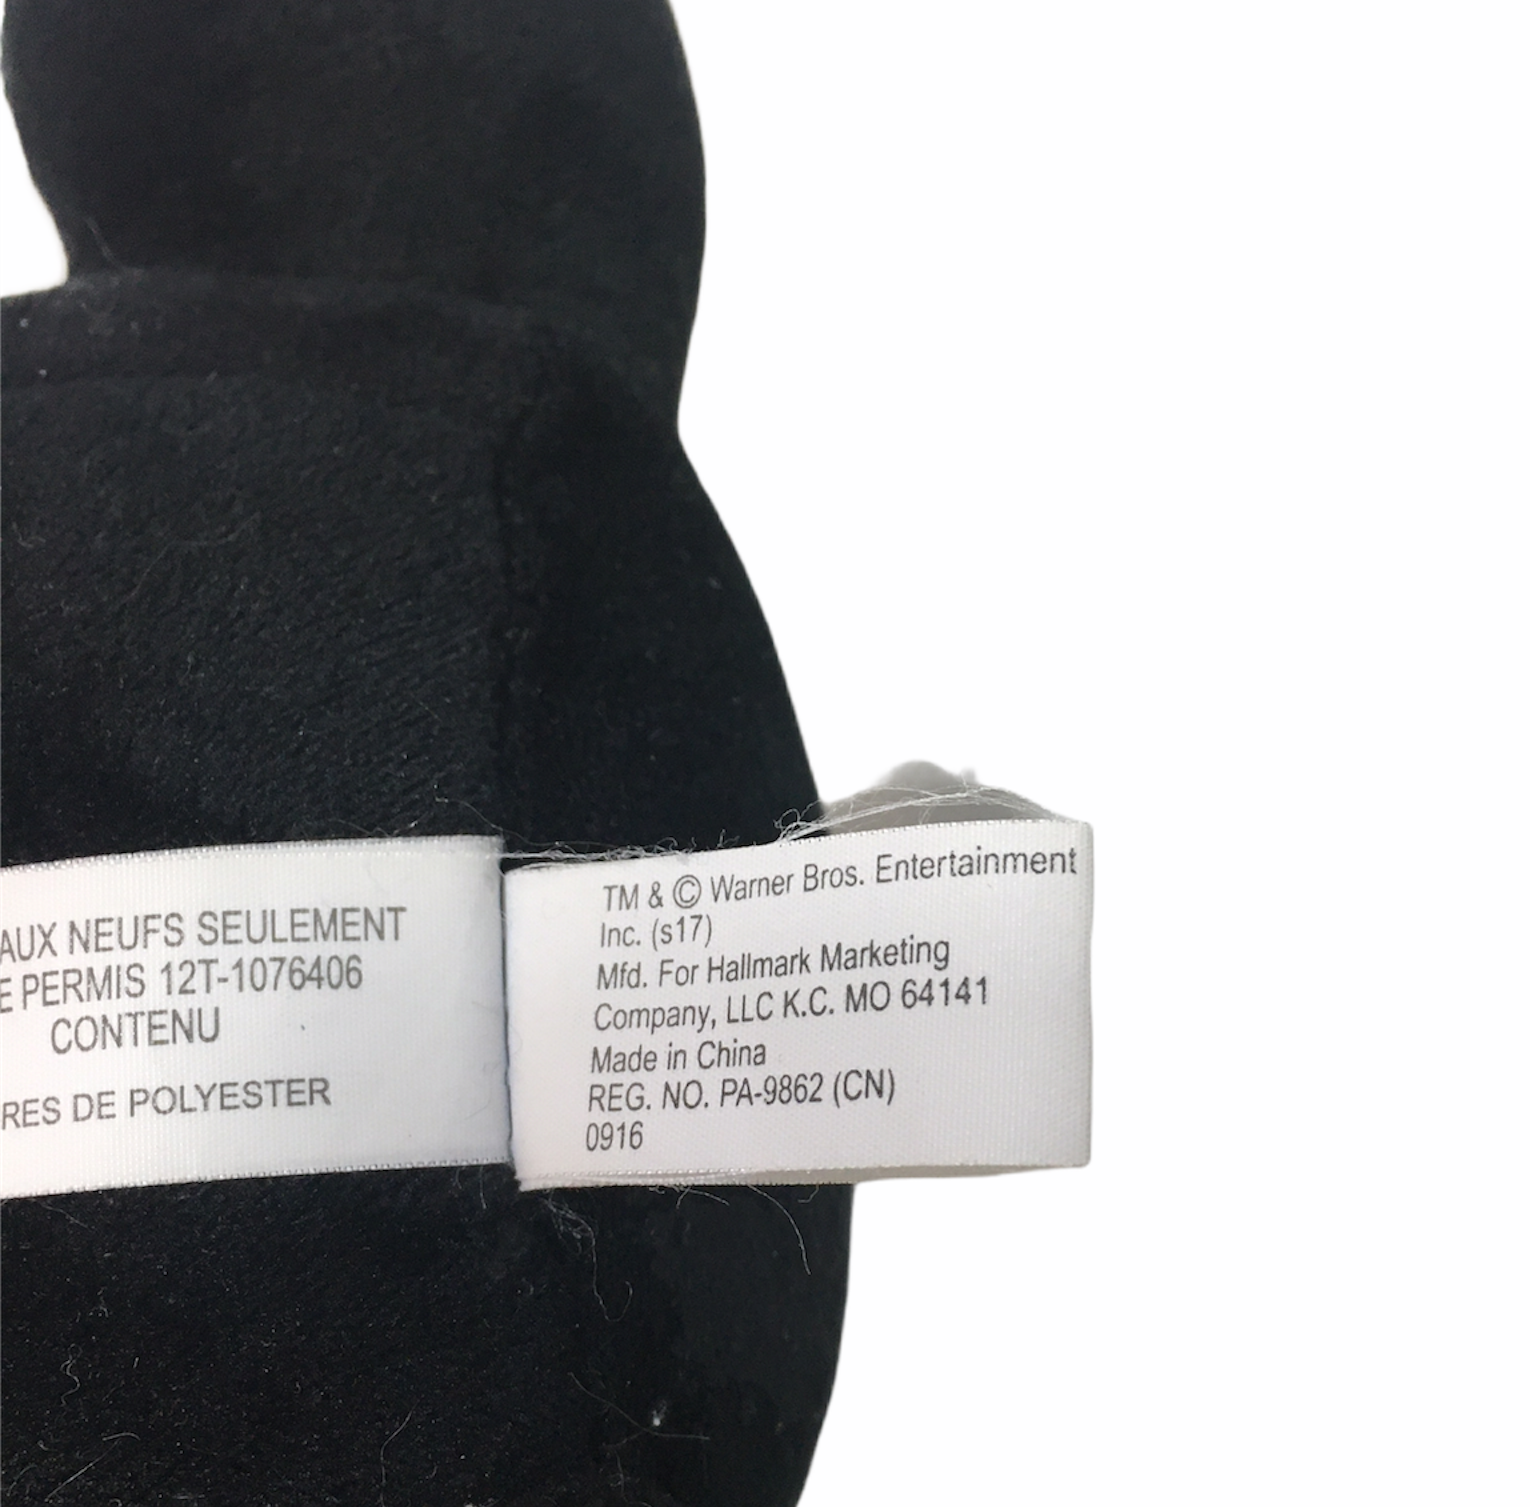 AUX NEUFS SEULEMENT
E PERMIS 12T-1076406
CONTENU
RES DE POLYESTER
TM & © Warner Bros. Entertainment
Inc. (s17)
Mfd. For Hallmark Marketing
Company, LLC K.C. MO 64141
Made in China
REG. NO. PA-9862 (CN)
0916